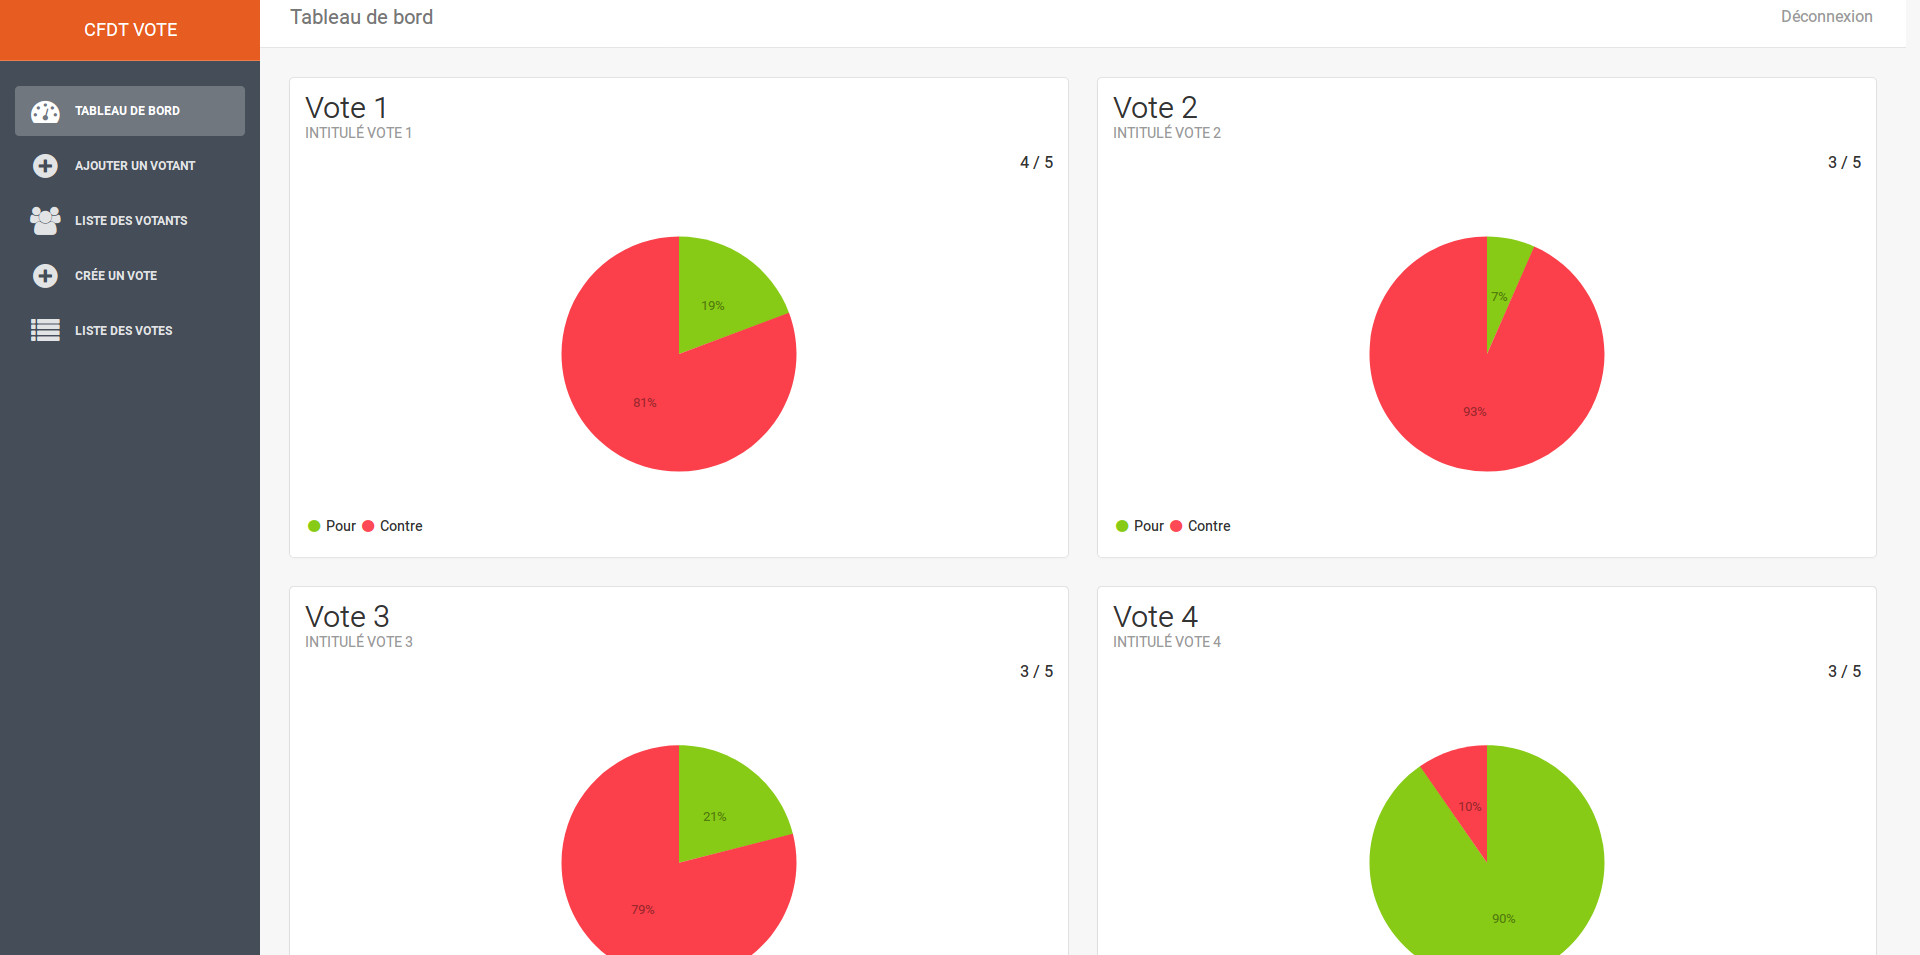 CFDT VOTE
TABLEAU DE BORD
AJOUTER UN VOTANT
LISTE DES VOTANTS
CRÉE UN VOTE
LISTE DES VOTES
Tableau de bord
Déconnexion
Vote 1
INTITULÉ VOTE 1
4 / 5
19%
81%
Pour Contre
Vote 2
INTITULÉ VOTE 2
3 / 5
7%
93%
Pour Contre
Vote 3
INTITULÉ VOTE 3
3 / 5
21%
79%
Vote 4
INTITULÉ VOTE 4
3 / 5
10%
90%